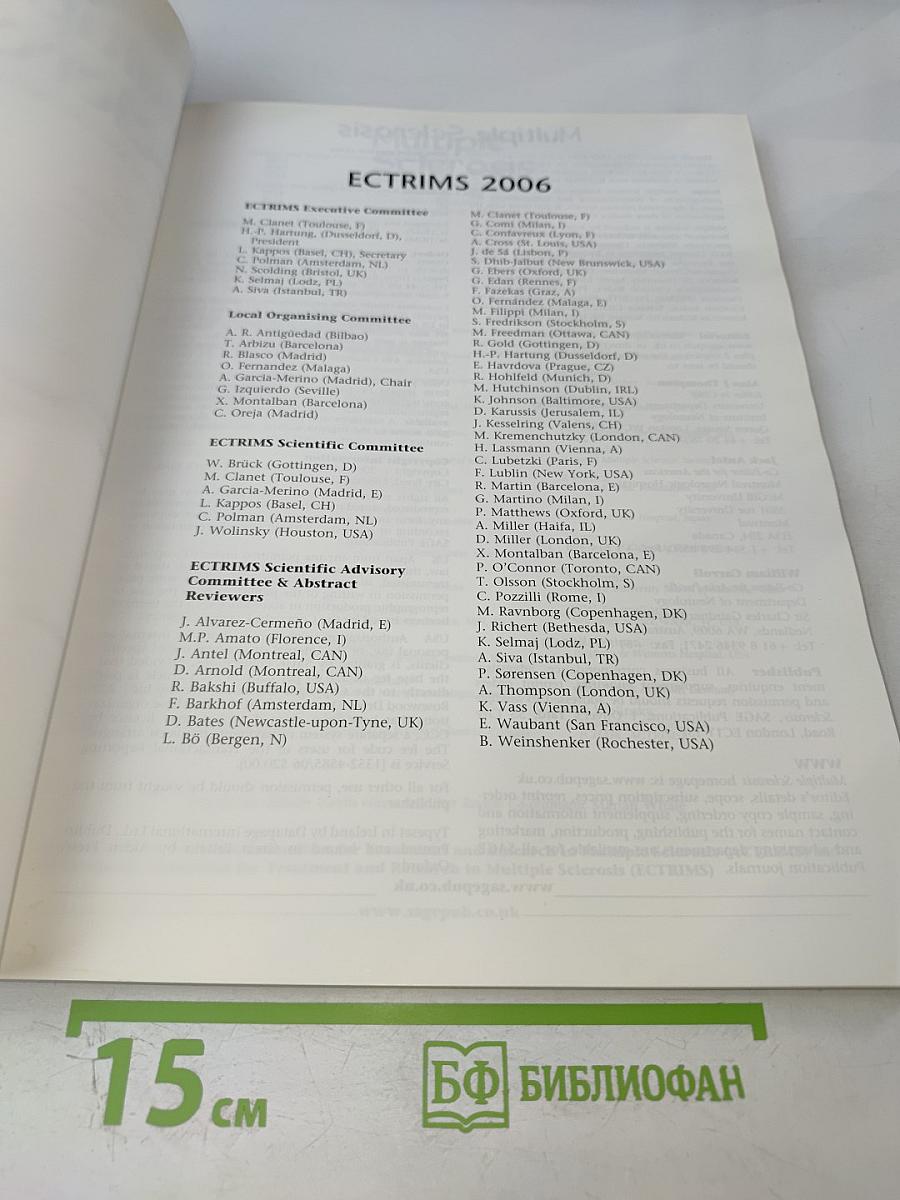 ECTRIMS 2006
ECTRIMS Executive Committee
M. Clanet (Toulouse, F)
H.-P. Hartung, (Dusseldorf, D),
President
L. Kappos (Basel, CH), Secretary
C. Polman (Amsterdam, NL)
N. Scolding (Bristol, UK)
K. Selmaj (Lodz, PL)
A. Siva (Istanbul, TR)
Local Organising Committee
A. R. Antigüedad (Bilbao)
T. Arbizu (Barcelona)
R. Blasco (Madrid)
O. Fernandez (Malaga)
A. Garcia-Merino (Madrid), Chair
G. Izquierdo (Seville)
X. Montalban (Barcelona)
C. Oreja (Madrid)
ECTRIMS Scientific Committee
W. Brück (Gottingen, D)
M. Clanet (Toulouse, F)
A. Garcia-Merino (Madrid, E)
L. Kappos (Basel, CH)
C. Polman (Amsterdam, NL)
J. Wolinsky (Houston, USA)
ECTRIMS Scientific Advisory
Committee & Abstract
Reviewers
J. Alvarez-Cermeño (Madrid, E)
M.P. Amato (Florence, I)
J. Antel (Montreal, CAN)
D. Arnold (Montreal, CAN)
R. Bakshi (Buffalo, USA)
F. Barkhof (Amsterdam, NL)
D. Bates (Newcastle-upon-Tyne, UK)
L. Bö (Bergen, N)
M. Clanet (Toulouse, F)
G. Comi (Milan, I)
C. Confavreux (Lyon, F)
A. Cross (St. Louis, USA)
J. de Sá (Lisbon, P)
S. Dhib-Jalbut (New Brunswick, USA)
G. Ebers (Oxford, UK)
G. Edan (Rennes, F)
F. Fazekas (Graz, A)
O. Fernández (Malaga, E)
M. Filippi (Milan, I)
S. Fredrikson (Stockholm, S)
M. Freedman (Ottawa, CAN)
R. Gold (Gottingen, D)
H.-P. Hartung (Dusseldorf, D)
E. Havrdova (Prague, CZ)
R. Hohlfeld (Munich, D)
M. Hutchinson (Dublin, IRL)
K. Johnson (Baltimore, USA)
D. Karussis (Jerusalem, IL)
J. Kesselring (Valens, CH)
M. Kremenchutzky (London, CAN)
H. Lassmann (Vienna, A)
C. Lubetzki (Paris, F)
F. Lublin (New York, USA)
R. Martin (Barcelona, E)
G. Martino (Milan, I)
P. Matthews (Oxford, UK)
A. Miller (Haifa, IL)
D. Miller (London, UK)
X. Montalban (Barcelona, E)
P. O'Connor (Toronto, CAN)
T. Olsson (Stockholm, S)
C. Pozzilli (Rome, I)
M. Ravnborg (Copenhagen, DK)
J. Richert (Bethesda, USA)
K. Selmaj (Lodz, PL)
A. Siva (Istanbul, TR)
P. Sørensen (Copenhagen, DK)
A. Thompson (London, UK)
K. Vass (Vienna, A)
E. Waubant (San Francisco, USA)
B. Weinshenker (Rochester, USA)
15 см
БФ БИБЛИОФАН